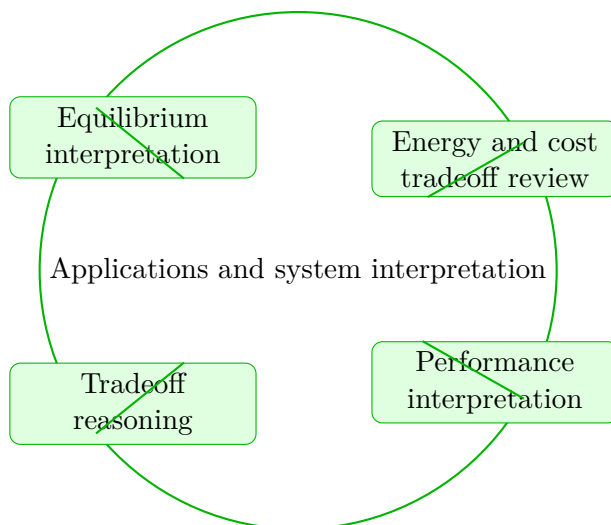 Equilibrium
interpretation
Energy and cost
tradeoff review
Applications and system interpretation
Tradeoff
reasoning
Performance
interpretation